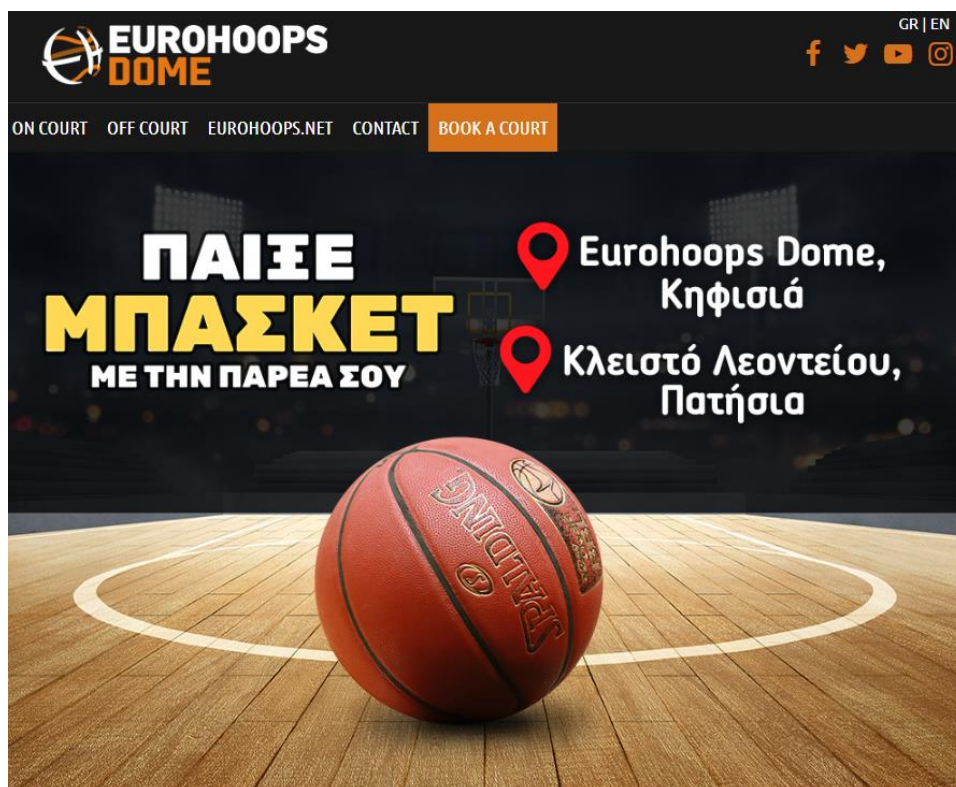 EUROHOOPS
DOME
GR | EN
ON COURT OFF COURT EUROHOOPS.NET CONTACT BOOK A COURT
ΠΑΙΞΕ
ΜΠΑΣΚΕΤ
ΜΕ ΤΗΝ ΠΑΡΕΑ ΣΟΥ
Eurohoops Dome,
Κηφισιά
Κλειστό Λεοντείου,
Πατήσια
SPALDING